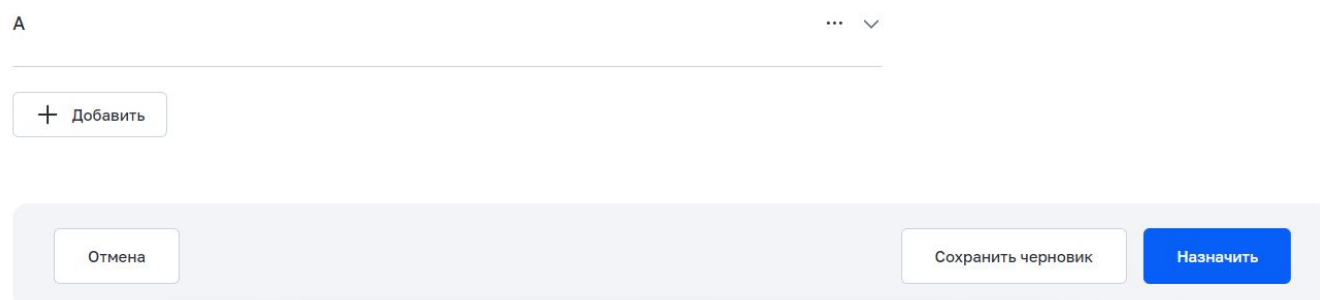 А
Добавить
Отмена
Сохранить черновик
Назначить